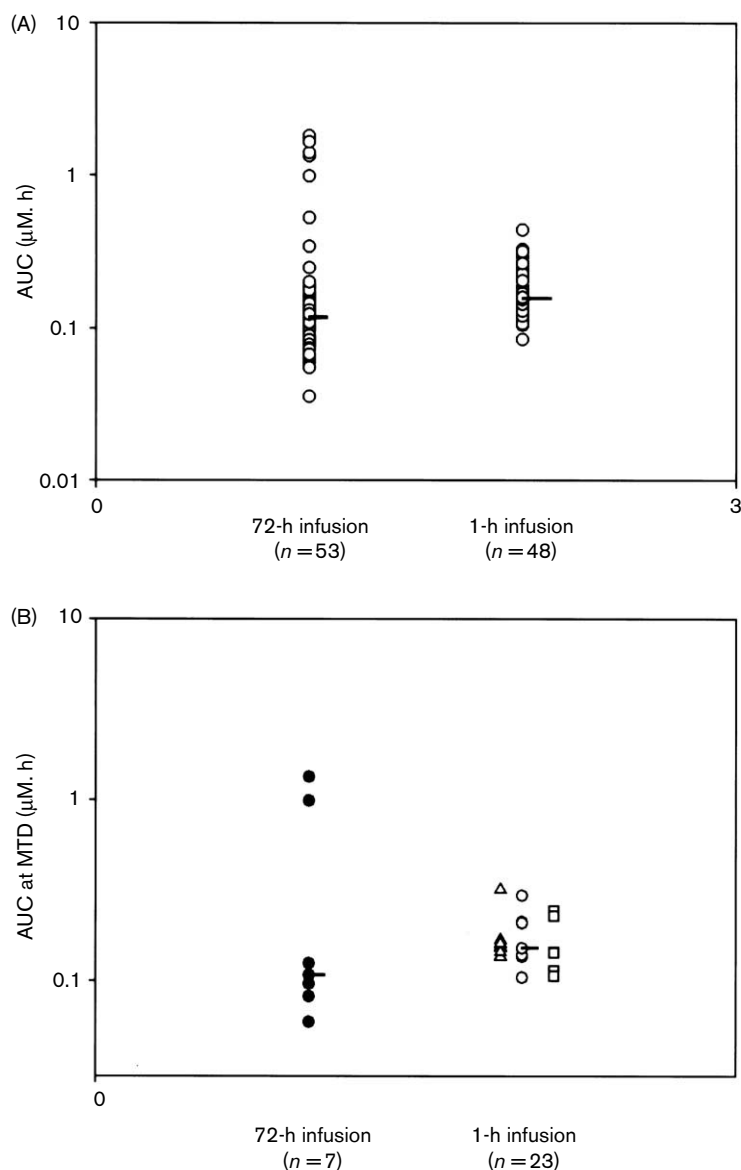 (A)
10
1
0.1
0.01
AUC (μM. h)
0
3
72-h infusion
(n = 53)
1-h infusion
(n = 48)
(B)
10
1
0.1
AUC at MTD (μM. h)
0
72-h infusion
(n = 7)
1-h infusion
(n = 23)